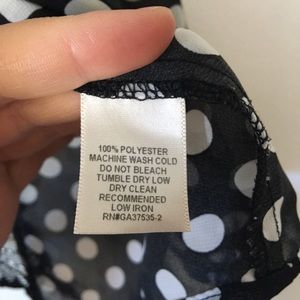 100% POLYESTER
MACHINE WASH COLD
DO NOT BLEACH
TUMBLE DRY LOW
DRY CLEAN
RECOMMENDED
LOW IRON
RN#GA37535-2